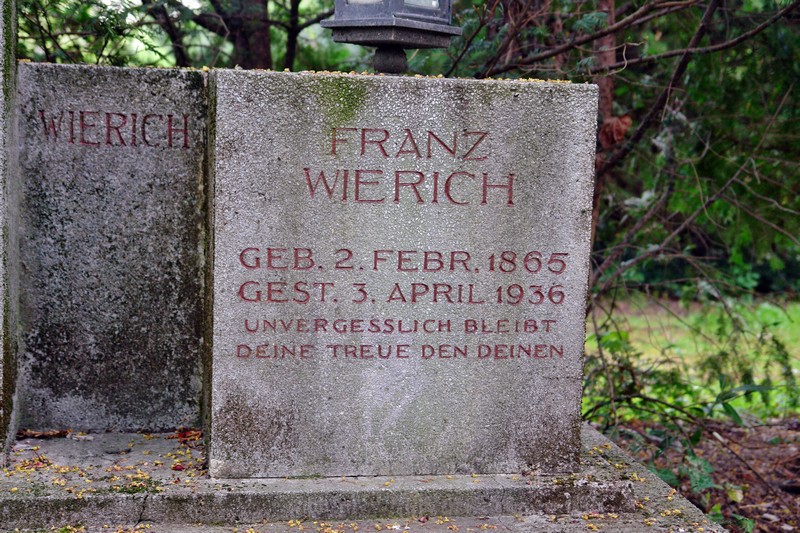 WIERICH
FRANZ
WIERICH
GEB. 2. FEBR. 1865
GEST. 3. APRIL 1936
UNVERGESSLICH BLEIBT
DEINE TREUE DEN DEINEN